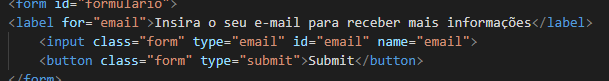 <form id="formulario">
<label for="email">Insira o seu e-mail para receber mais informações</label>
<input class="form" type="email" id="email" name="email">
<button class="form" type="submit">Submit</button>
</form>